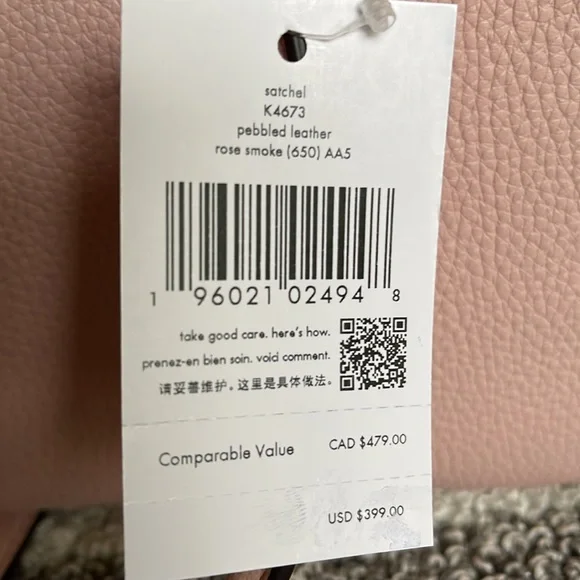 satchel
K4673
pebbled leather
rose smoke (650) AA5
1 96021 02494 8
take good care. here's how.
prenez-en bien soin. voici comment.
请妥善维护。这里是具体做法。
Comparable Value CAD $479.00
USD $399.00